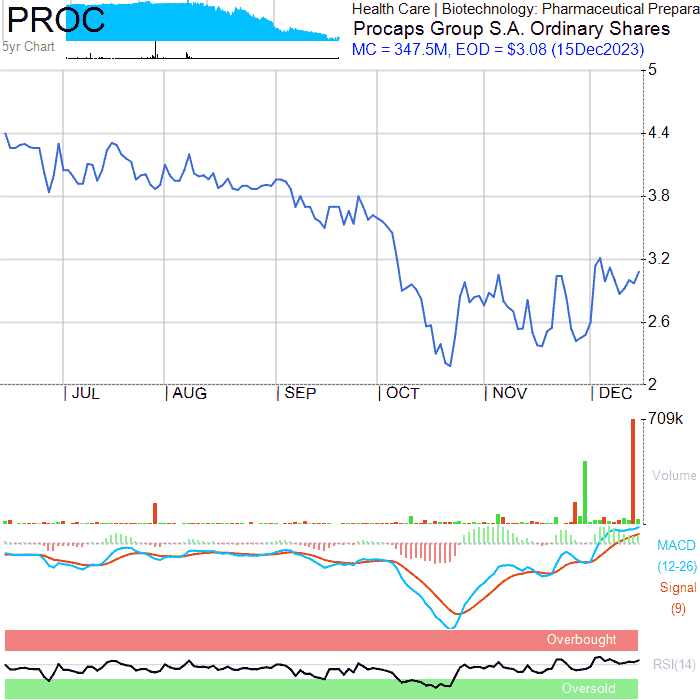 PROC
5yr Chart
Health Care | Biotechnology: Pharmaceutical Prepara
Procaps Group S.A. Ordinary Shares
MC = 347.5M, EOD = $3.08 (15Dec2023)
5
4.4
3.8
3.2
2.6
2
JUL AUG SEP OCT NOV DEC
709k
Volume
MACD
(12-26)
Signal
(9)
Overbought
RSI(14)
Oversold